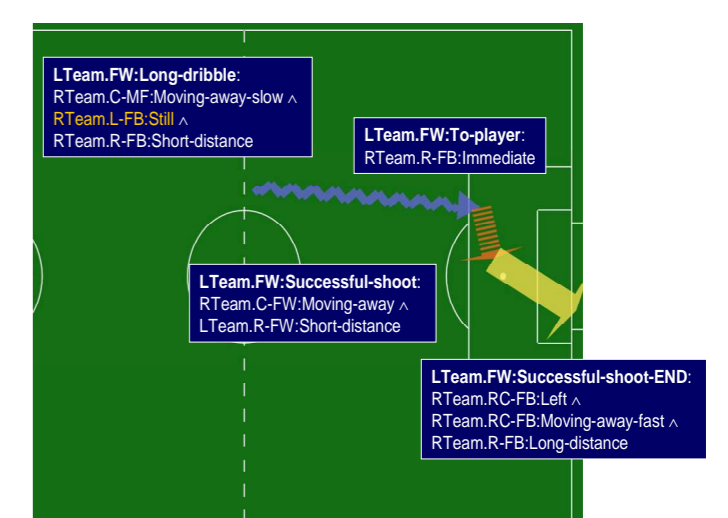 LTeam.FW:Long-dribble:
RTeam.C-MF:Moving-away-slow ∧
RTeam.L-FB:Still ∧
RTeam.R-FB:Short-distance
LTeam.FW:To-player:
RTeam.R-FB:Immediate
LTeam.FW:Successful-shoot:
RTeam.C-FW:Moving-away ∧
LTeam.R-FW:Short-distance
LTeam.FW:Successful-shoot-END:
RTeam.RC-FB:Left ∧
RTeam.RC-FB:Moving-away-fast ∧
RTeam.R-FB:Long-distance